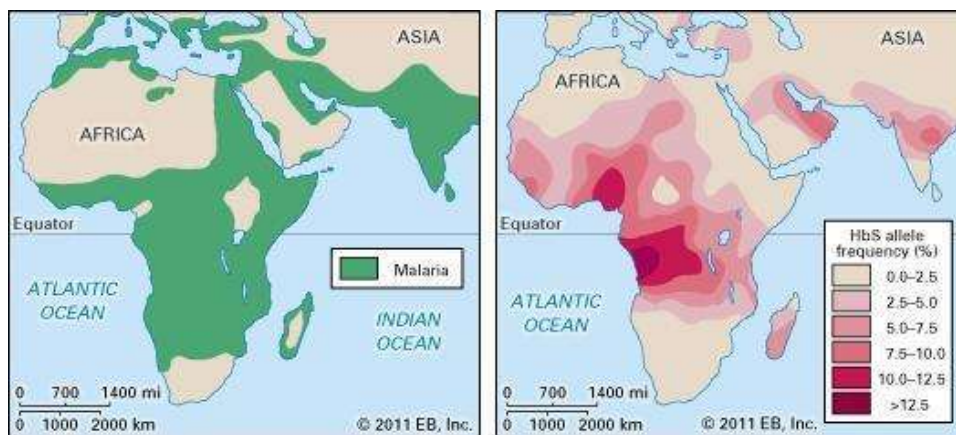 ASIA
AFRICA
Equator
Malaria
ATLANTIC
OCEAN
INDIAN
OCEAN
0 700 1400 mi
0 1000 2000 km
© 2011 EB, Inc.
ASIA
AFRICA
Equator
HbS allele
frequency (%)
0.0–2.5
2.5–5.0
5.0–7.5
7.5–10.0
10.0–12.5
>12.5
ATLANTIC
OCEAN
0 700 1400 mi
0 1000 2000 km
© 2011 EB, Inc.